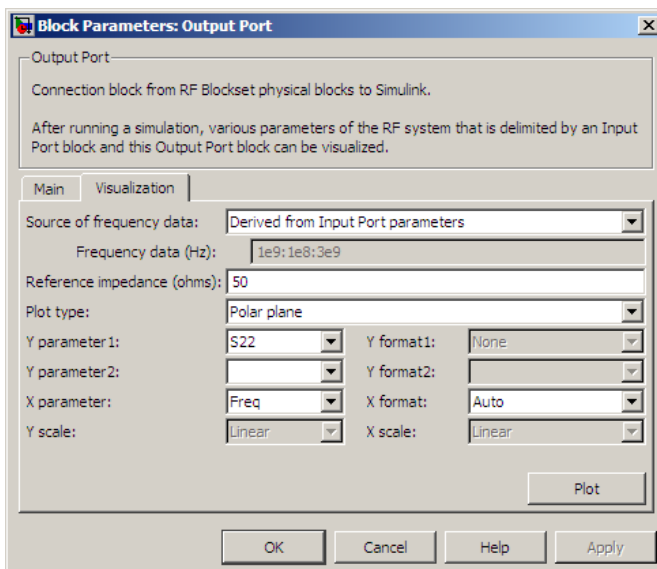 Block Parameters: Output Port
Output Port
Connection block from RF Blockset physical blocks to Simulink.
After running a simulation, various parameters of the RF system that is delimited by an Input
Port block and this Output Port block can be visualized.
Main Visualization
Source of frequency data: Derived from Input Port parameters
Frequency data (Hz): 1e9:1e8:3e9
Reference impedance (ohms): 50
Plot type: Polar plane
Y parameter1: S22 Y format1: None
Y parameter2: Y format2:
X parameter: Freq X format: Auto
Y scale: Linear X scale: Linear
Plot
OK Cancel Help Apply